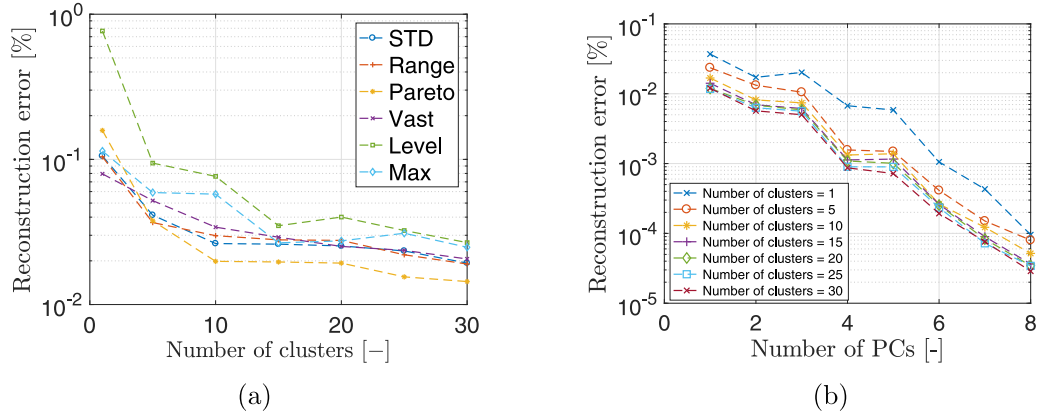 10^0
10^-1
10^-2
Reconstruction error [%]
0
10
20
30
Number of clusters [−]
STD
Range
Pareto
Vast
Level
Max
(a)
10^-1
10^-2
10^-3
10^-4
10^-5
Reconstruction error [%]
0
2
4
6
8
Number of PCs [-]
Number of clusters = 1
Number of clusters = 5
Number of clusters = 10
Number of clusters = 15
Number of clusters = 20
Number of clusters = 25
Number of clusters = 30
(b)